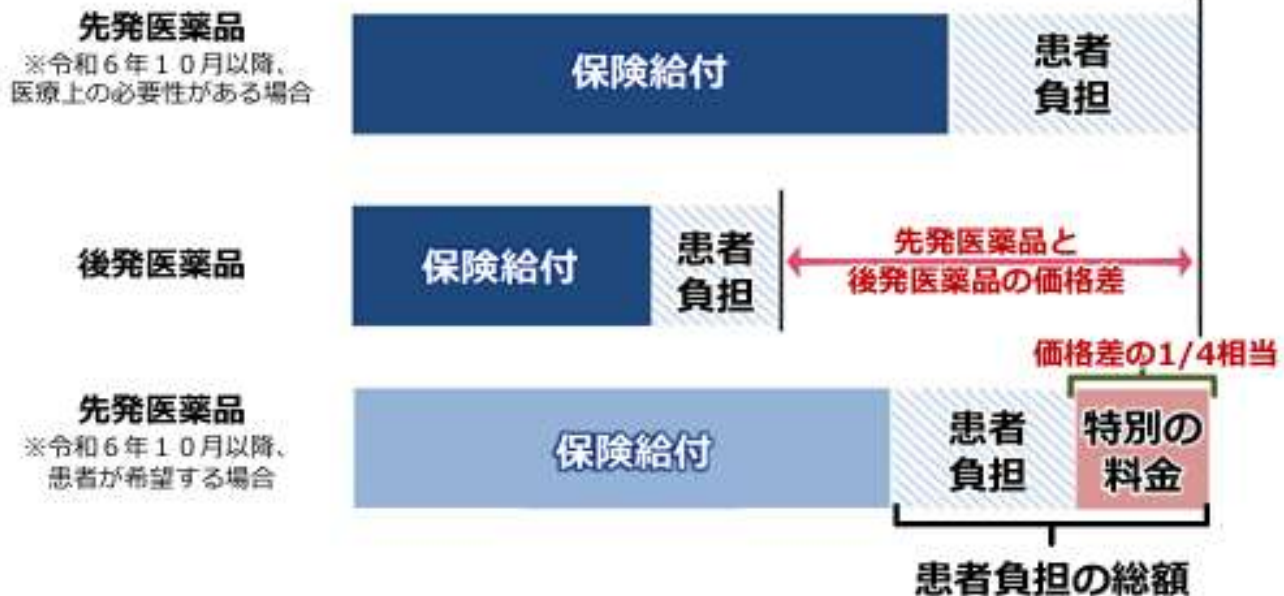 先発医薬品
※令和６年１０月以降、
医療上の必要性がある場合
保険給付
患者
負担
後発医薬品
保険給付
患者
負担
先発医薬品と
後発医薬品の価格差
価格差の1/4相当
先発医薬品
※令和６年１０月以降、
患者が希望する場合
保険給付
患者
負担
特別の
料金
患者負担の総額